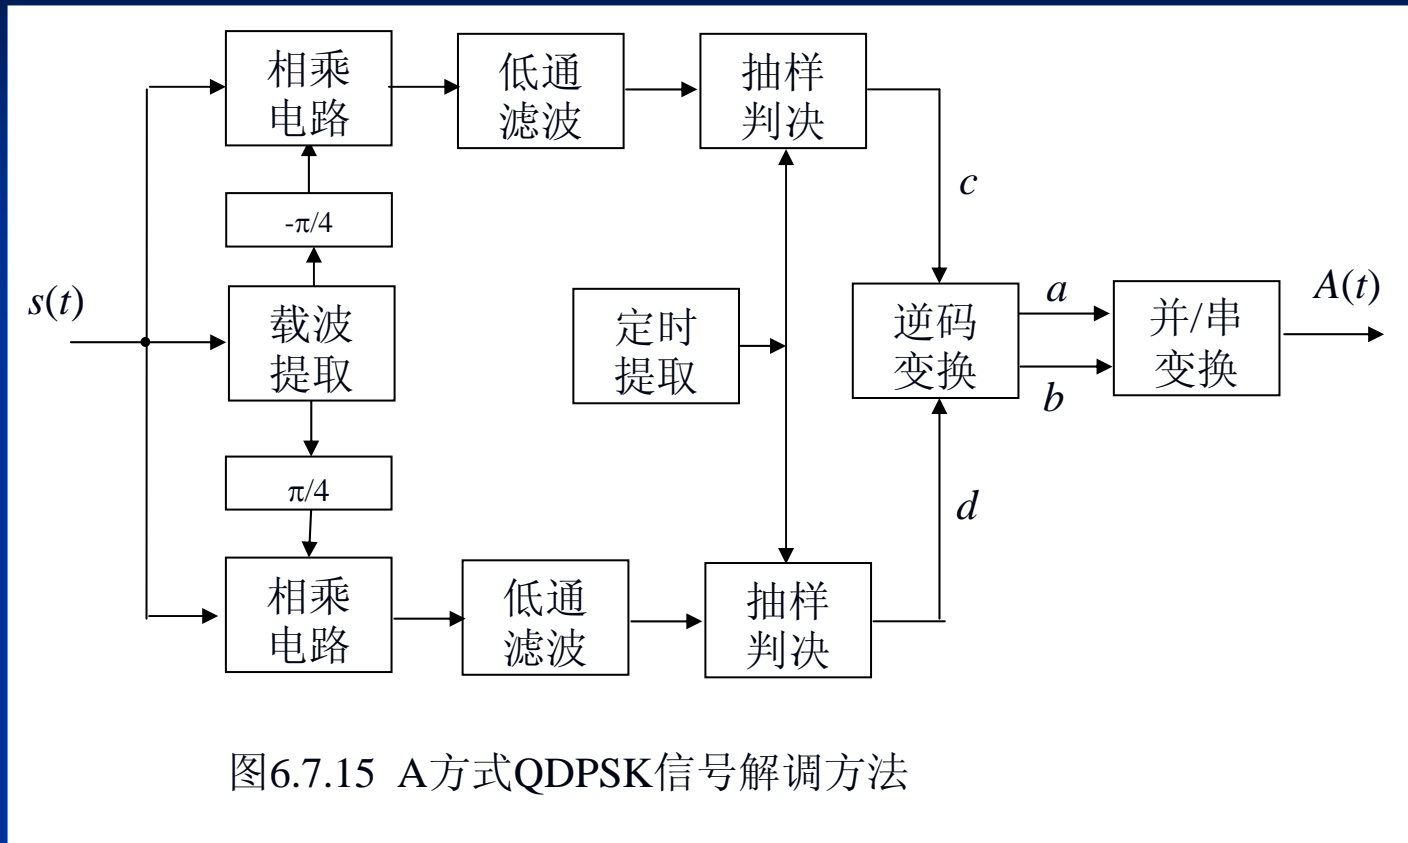 相乘
电路
低通
滤波
抽样
判决
c
-π/4
s(t)
载波
提取
定时
提取
逆码
变换
a
b
并/串
变换
A(t)
π/4
d
相乘
电路
低通
滤波
抽样
判决
图6.7.15 A方式QDPSK信号解调方法